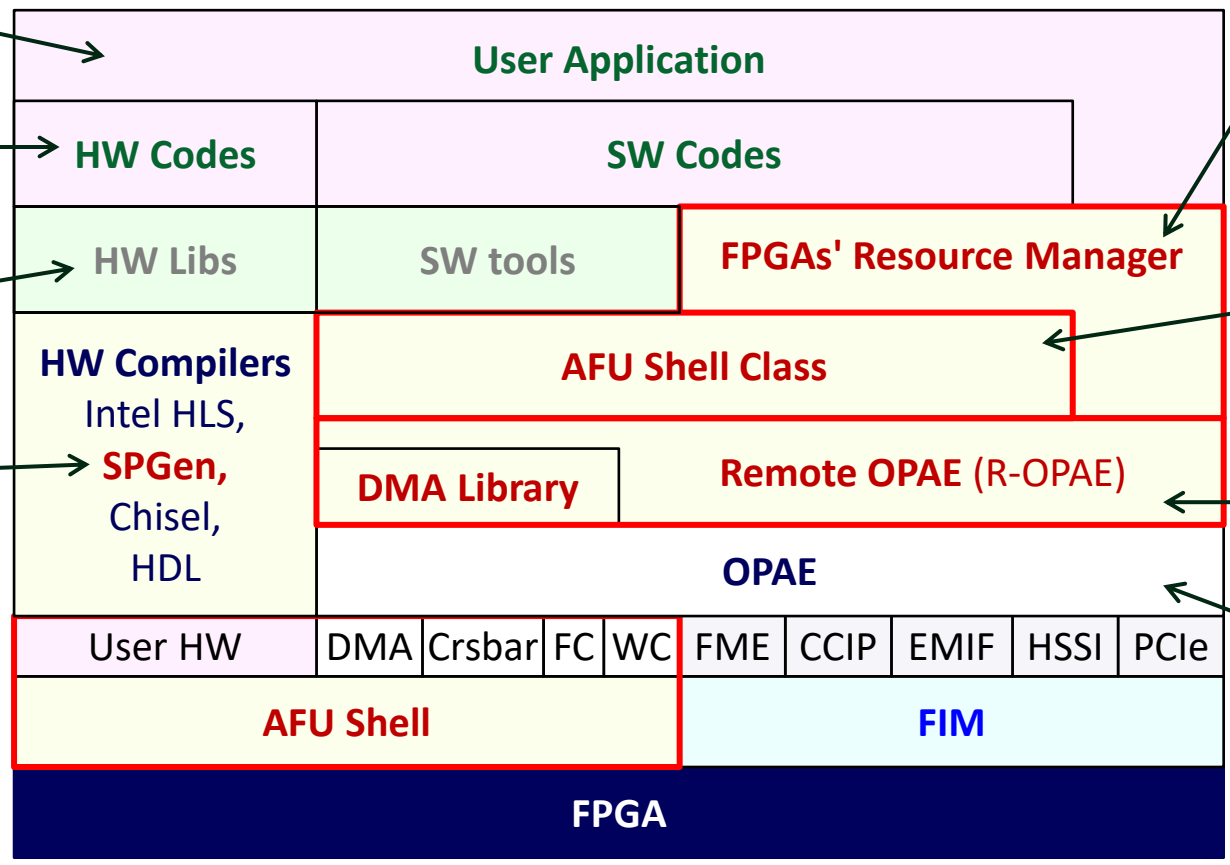 User Application
HW Codes
SW Codes
HW Libs
SW tools
FPGAs' Resource Manager
HW Compilers
Intel HLS,
SPGen,
Chisel,
HDL
AFU Shell Class
DMA Library
Remote OPAE (R-OPAE)
OPAE
User HW
DMA
Crsbar
FC
WC
FME
CCIP
EMIF
HSSI
PCIe
AFU Shell
FIM
FPGA